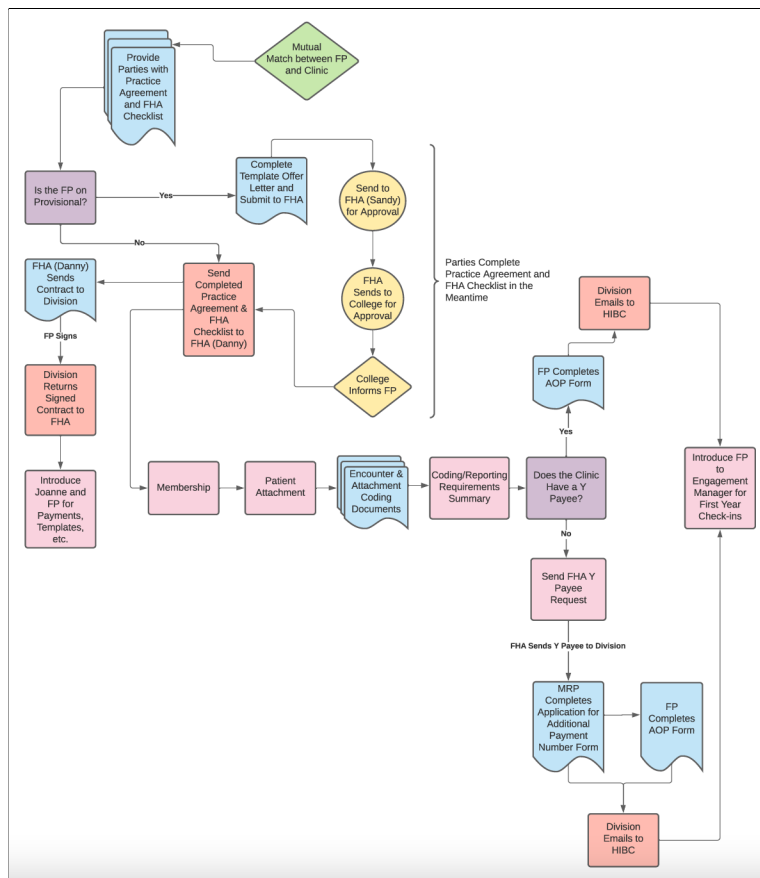 Mutual
Match between FP
and Clinic
Provide
Parties with
Practice
Agreement
and FHA
Checklist
Is the FP on
Provisional?
Yes
Complete
Template Offer
Letter and
Submit to FHA
Send to
FHA (Sandy)
for Approval
FHA
Sends to
College for
Approval
College
Informs FP
Parties Complete
Practice Agreement and
FHA Checklist in the
Meantime
No
Send
Completed
Practice
Agreement &
FHA
Checklist to
FHA (Danny)
FHA (Danny)
Sends
Contract to
Division
FP Signs
Division
Returns
Signed
Contract to
FHA
Introduce
Joanne and
FP for
Payments,
Templates,
etc.
Membership
Patient
Attachment
Encounter &
Attachment
Coding
Documents
Coding/Reporting
Requirements
Summary
Does the Clinic
Have a Y
Payee?
Yes
FP Completes
AOP Form
Division
Emails to
HIBC
Introduce FP
to
Engagement
Manager for
First Year
Check-ins
No
Send FHA Y
Payee
Request
FHA Sends Y Payee to Division
MRP
Completes
Application for
Additional
Payment
Number Form
FP
Completes
AOP Form
Division
Emails to
HIBC